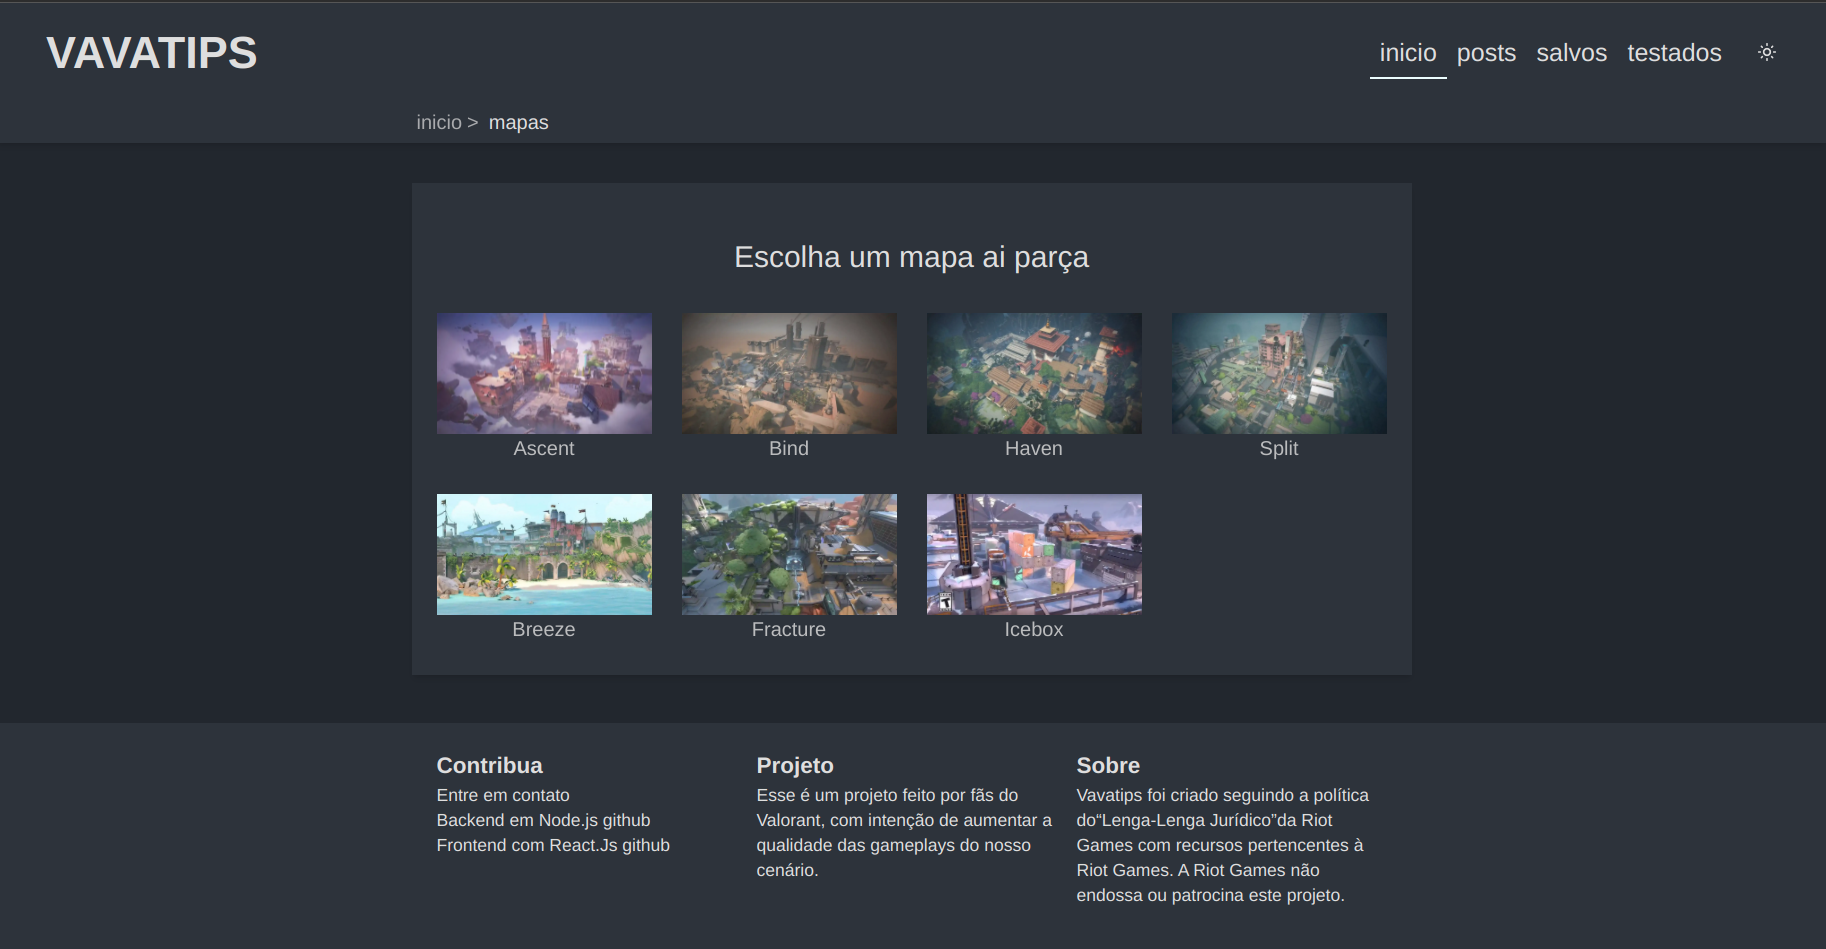 VAVATIPS
inicio posts salvos testados
inicio > mapas
Escolha um mapa ai parça
Ascent
Bind
Haven
Split
Breeze
Fracture
Icebox
Contribua
Entre em contato
Backend em Node.js github
Frontend com React.Js github
Projeto
Esse é um projeto feito por fãs do
Valorant, com intenção de aumentar a
qualidade das gameplays do nosso
cenário.
Sobre
Vavatips foi criado seguindo a política
do“Lenga-Lenga Jurídico”da Riot
Games com recursos pertencentes à
Riot Games. A Riot Games não
endossa ou patrocina este projeto.